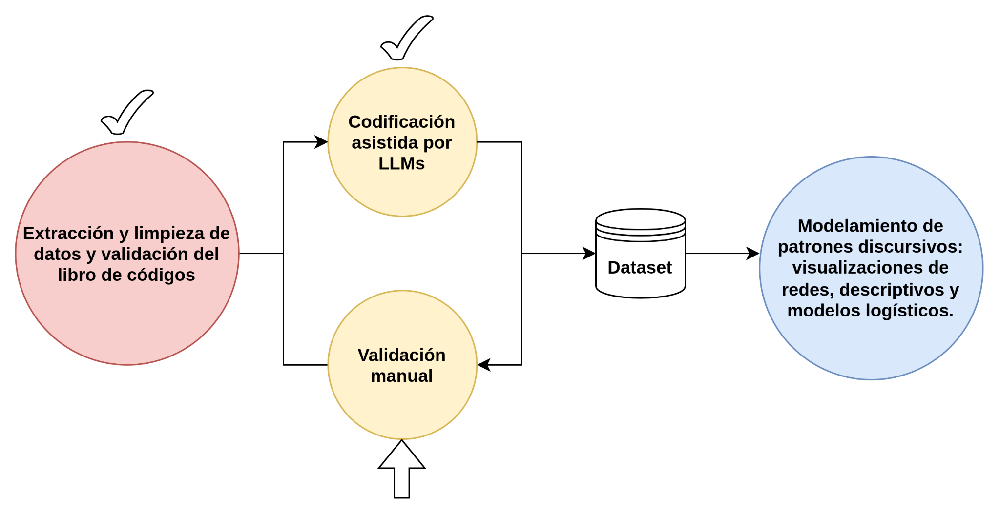 Extracción y limpieza de
datos y validación del
libro de códigos
Codificación
asistida por
LLMs
Validación
manual
Dataset
Modelamiento de
patrones discursivos:
visualizaciones de
redes, descriptivos y
modelos logísticos.